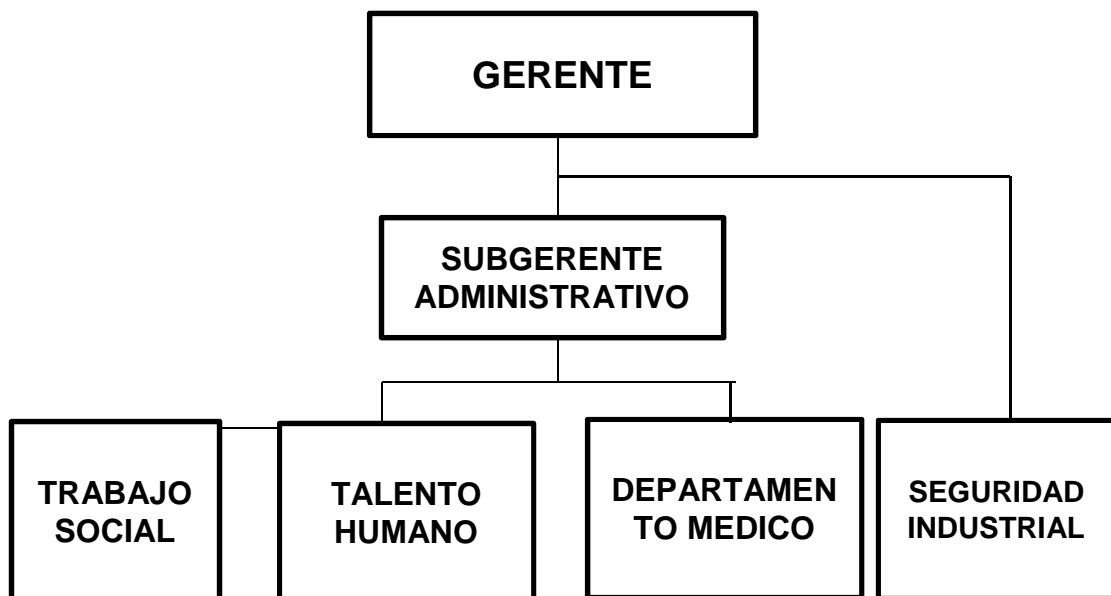 GERENTE
SUBGERENTE
ADMINISTRATIVO
TRABAJO
SOCIAL
TALENTO
HUMANO
DEPARTAMEN
TO MEDICO
SEGURIDAD
INDUSTRIAL